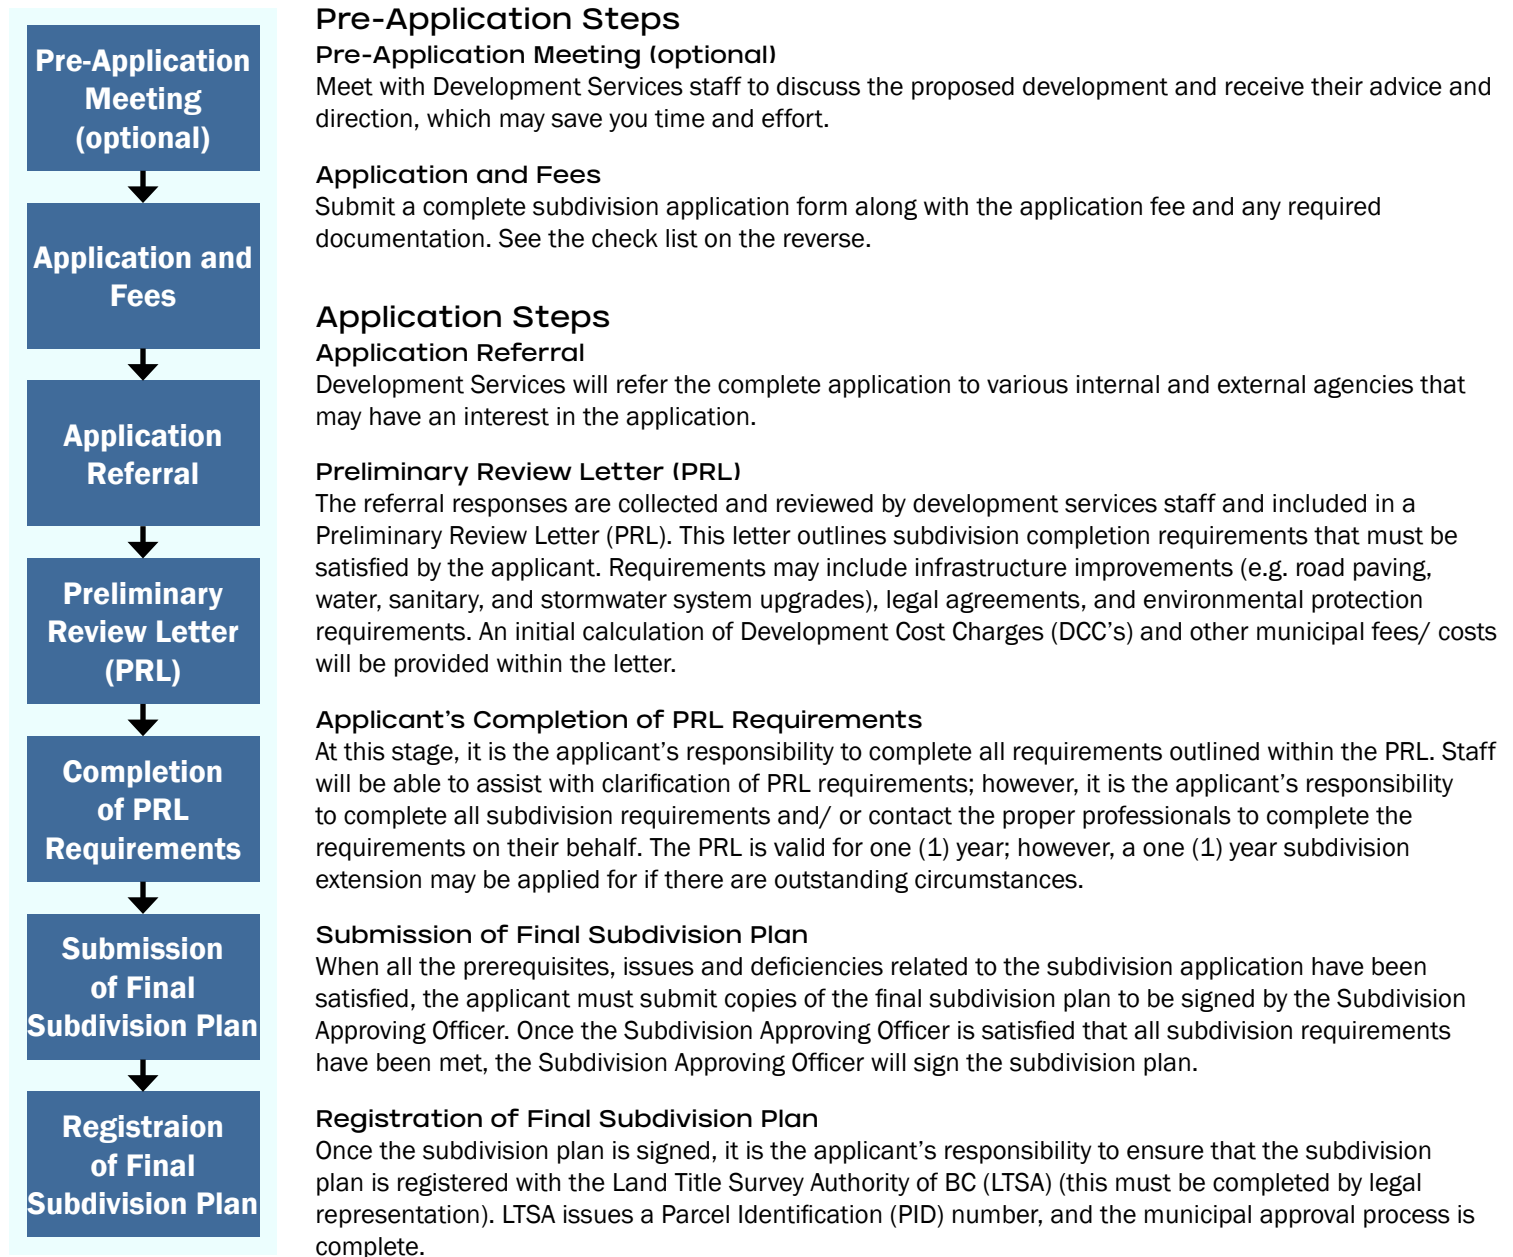 Pre-Application
Meeting
(optional)
Application and
Fees
Application
Referral
Preliminary
Review Letter
(PRL)
Completion
of PRL
Requirements
Submission
of Final
Subdivision Plan
Registraion
of Final
Subdivision Plan
Pre-Application Steps
Pre-Application Meeting (optional)
Meet with Development Services staff to discuss the proposed development and receive their advice and
direction, which may save you time and effort.
Application and Fees
Submit a complete subdivision application form along with the application fee and any required
documentation. See the check list on the reverse.
Application Steps
Application Referral
Development Services will refer the complete application to various internal and external agencies that
may have an interest in the application.
Preliminary Review Letter (PRL)
The referral responses are collected and reviewed by development services staff and included in a
Preliminary Review Letter (PRL). This letter outlines subdivision completion requirements that must be
satisfied by the applicant. Requirements may include infrastructure improvements (e.g. road paving,
water, sanitary, and stormwater system upgrades), legal agreements, and environmental protection
requirements. An initial calculation of Development Cost Charges (DCC's) and other municipal fees/ costs
will be provided within the letter.
Applicant's Completion of PRL Requirements
At this stage, it is the applicant's responsibility to complete all requirements outlined within the PRL. Staff
will be able to assist with clarification of PRL requirements; however, it is the applicant's responsibility
to complete all subdivision requirements and/ or contact the proper professionals to complete the
requirements on their behalf. The PRL is valid for one (1) year; however, a one (1) year subdivision
extension may be applied for if there are outstanding circumstances.
Submission of Final Subdivision Plan
When all the prerequisites, issues and deficiencies related to the subdivision application have been
satisfied, the applicant must submit copies of the final subdivision plan to be signed by the Subdivision
Approving Officer. Once the Subdivision Approving Officer is satisfied that all subdivision requirements
have been met, the Subdivision Approving Officer will sign the subdivision plan.
Registration of Final Subdivision Plan
Once the subdivision plan is signed, it is the applicant's responsibility to ensure that the subdivision
plan is registered with the Land Title Survey Authority of BC (LTSA) (this must be completed by legal
representation). LTSA issues a Parcel Identification (PID) number, and the municipal approval process is
complete.